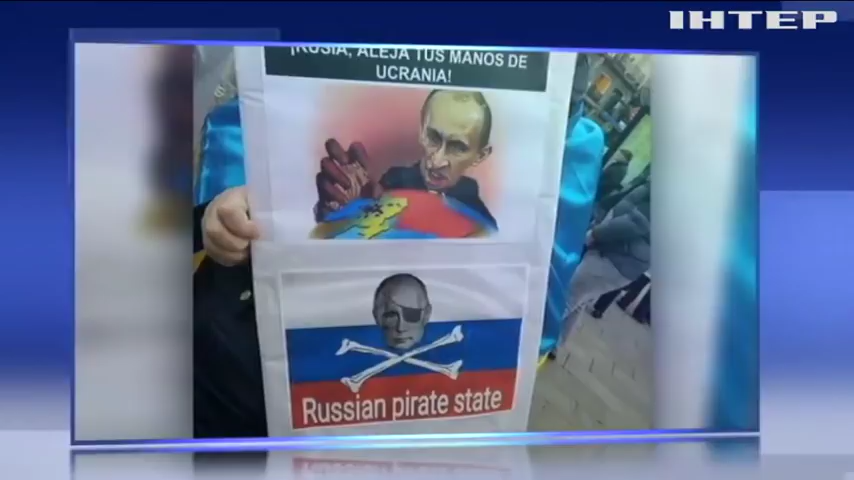 ІНТЕР
¡RUSIA, ALEJA TUS MANOS DE
UCRANIA!
Russian pirate state